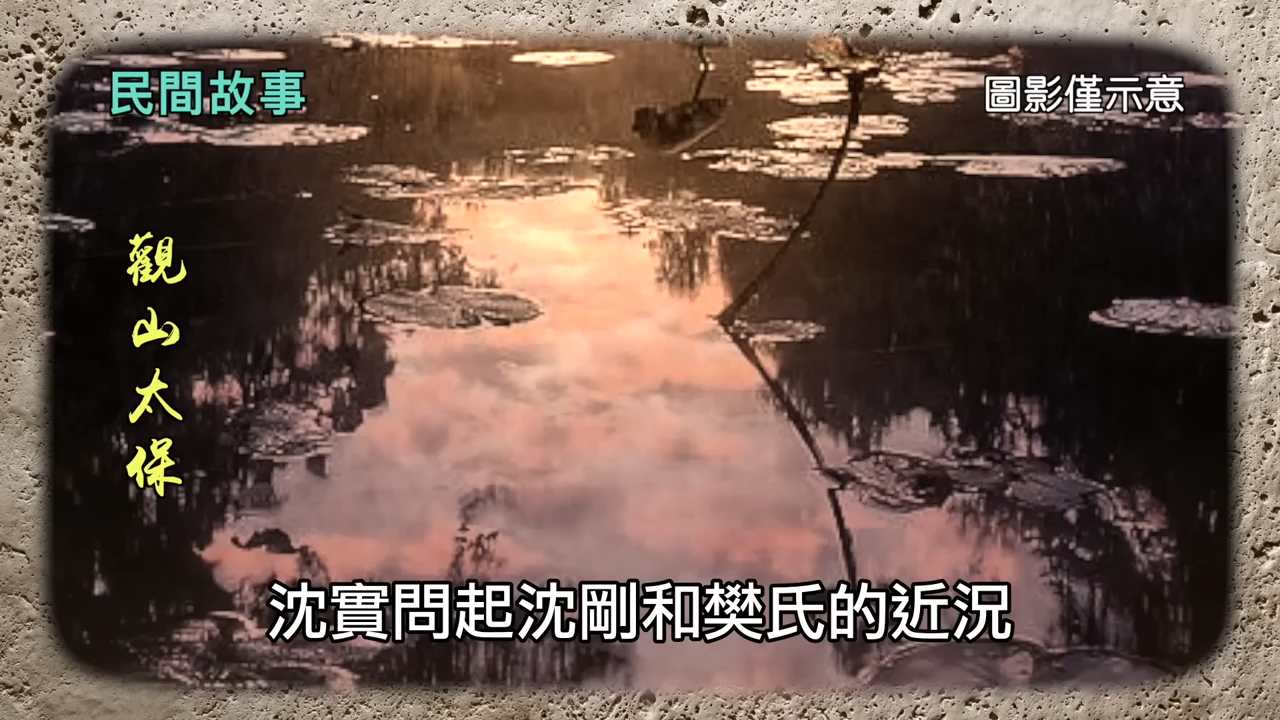 民間故事
圖影僅示意
觀山太保
沈實問起沈剛和樊氏的近況